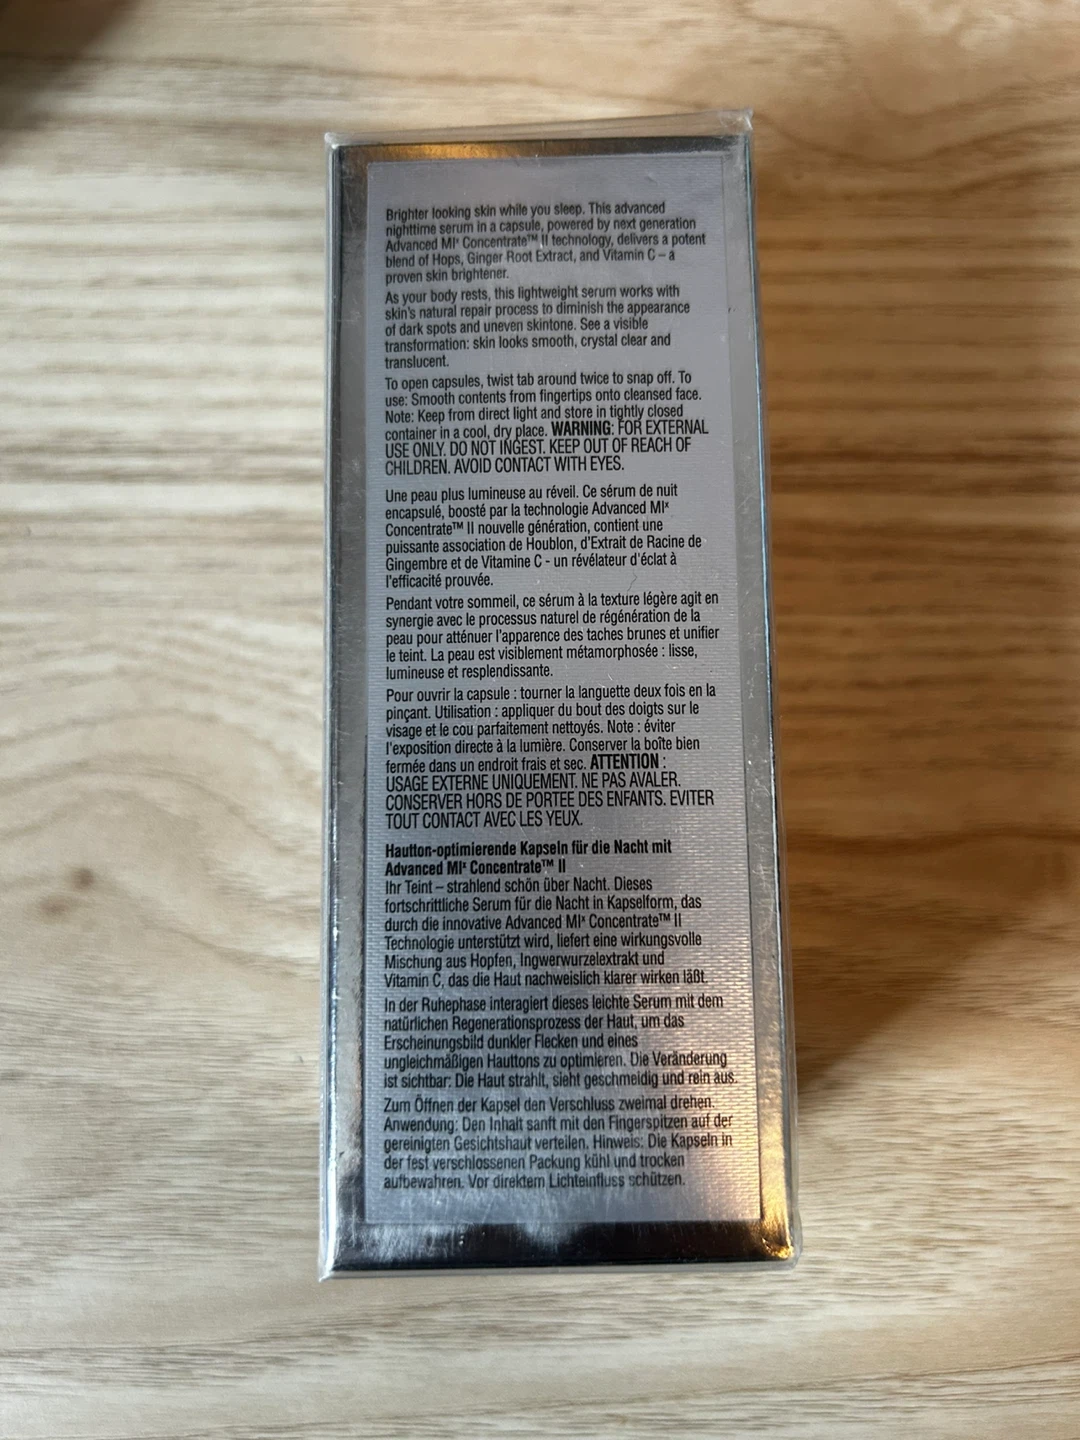 Brighter looking skin while you sleep. This advanced
nighttime serum in a capsule, powered by next generation
Advanced MIˣ Concentrate™ II technology, delivers a potent
blend of Hops, Ginger Root Extract, and Vitamin C – a
proven skin brightener.
As your body rests, this lightweight serum works with
skin's natural repair process to diminish the appearance
of dark spots and uneven skintone. See a visible
transformation: skin looks smooth, crystal clear and
translucent.
To open capsules, twist tab around twice to snap off. To
use: Smooth contents from fingertips onto cleansed face.
Note: Keep from direct light and store in tightly closed
container in a cool, dry place. WARNING: FOR EXTERNAL
USE ONLY. DO NOT INGEST. KEEP OUT OF REACH OF
CHILDREN. AVOID CONTACT WITH EYES.
Une peau plus lumineuse au réveil. Ce sérum de nuit
encapsulé, boosté par la technologie Advanced MIˣ
Concentrate™ II nouvelle génération, contient une
puissante association de Houblon, d'Extrait de Racine de
Gingembre et de Vitamine C - un révélateur d'éclat à
l'efficacité prouvée.
Pendant votre sommeil, ce sérum à la texture légère agit en
synergie avec le processus naturel de régénération de la
peau pour atténuer l'apparence des taches brunes et unifier
le teint. La peau est visiblement métamorphosée : lisse,
lumineuse et resplendissante.
Pour ouvrir la capsule : tourner la languette deux fois en la
pinçant. Utilisation : appliquer du bout des doigts sur le
visage et le cou parfaitement nettoyés. Note : éviter
l'exposition directe à la lumière. Conserver la boîte bien
fermée dans un endroit frais et sec. ATTENTION :
USAGE EXTERNE UNIQUEMENT. NE PAS AVALER.
CONSERVER HORS DE PORTEE DES ENFANTS. EVITER
TOUT CONTACT AVEC LES YEUX.
Hautton-optimierende Kapseln für die Nacht mit
Advanced MIˣ Concentrate™ II
Ihr Teint – strahlend schön über Nacht. Dieses
fortschrittliche Serum für die Nacht in Kapselform, das
durch die innovative Advanced MIˣ Concentrate™ II
Technologie unterstützt wird, liefert eine wirkungsvolle
Mischung aus Hopfen, Ingwerwurzelextrakt und
Vitamin C, das die Haut nachweislich klarer wirken läßt.
In der Ruhephase interagiert dieses leichte Serum mit dem
natürlichen Regenerationsprozess der Haut, um das
Erscheinungsbild dunkler Flecken und eines
ungleichmäßigen Hauttons zu optimieren. Die Veränderung
ist sichtbar: Die Haut strahlt, sieht geschmeidig und rein aus.
Zum Öffnen der Kapsel den Verschluss zweimal drehen.
Anwendung: Den Inhalt sanft mit den Fingerspitzen auf der
gereinigten Gesichtshaut verteilen. Hinweis: Die Kapseln in
der fest verschlossenen Packung kühl und trocken
aufbewahren. Vor direktem Lichteinfluss schützen.